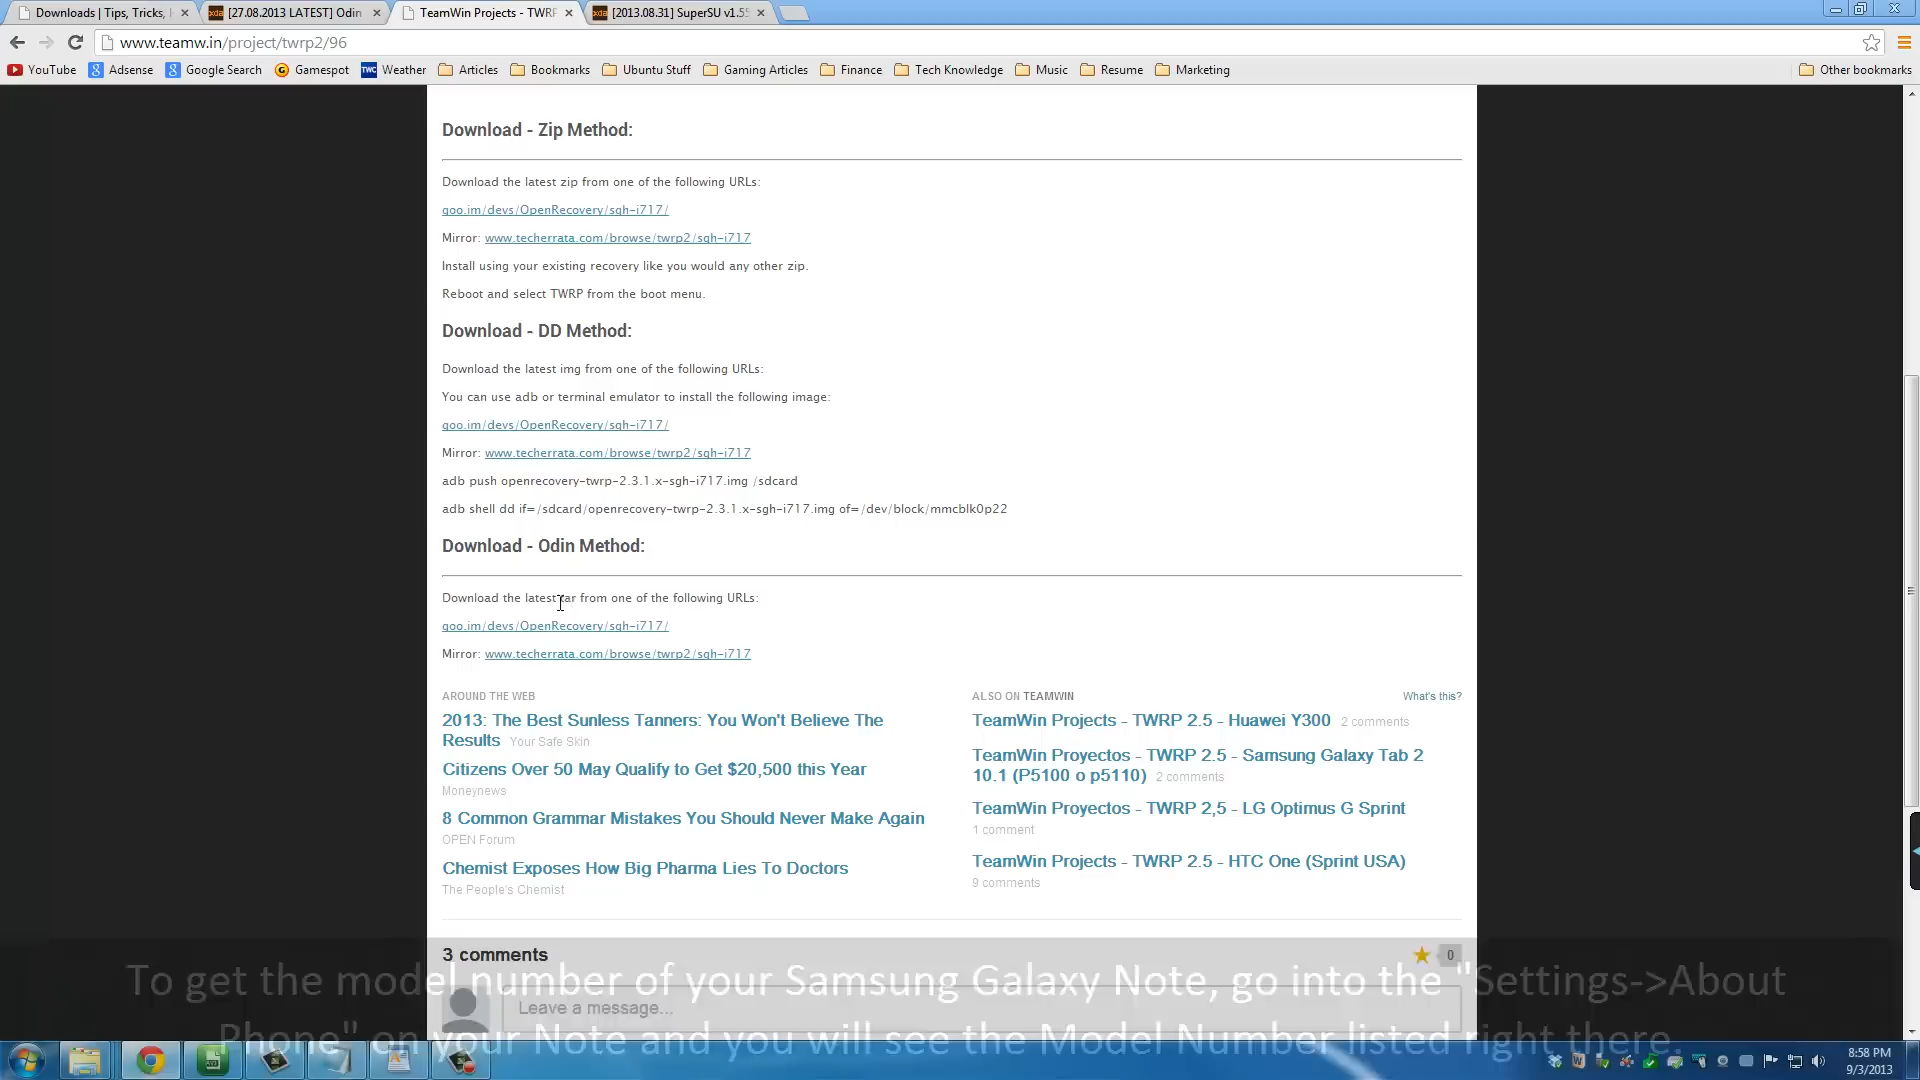 Downloads | Tips, Tricks,
[27.08.2013 LATEST] Odin
TeamWin Projects - TWRP
[2013.08.31] SuperSU v1.55
www.teamw.in/project/twrp2/96
YouTube
Adsense
Google Search
Gamespot
TWC Weather
Articles
Bookmarks
Ubuntu Stuff
Gaming Articles
Finance
Tech Knowledge
Music
Resume
Marketing
Other bookmarks
Download - Zip Method:
Download the latest zip from one of the following URLs:
goo.im/devs/OpenRecovery/sgh-i717/
Mirror: www.techerrata.com/browse/twrp2/sgh-i717
Install using your existing recovery like you would any other zip.
Reboot and select TWRP from the boot menu.
Download - DD Method:
Download the latest img from one of the following URLs:
You can use adb or terminal emulator to install the following image:
goo.im/devs/OpenRecovery/sgh-i717/
Mirror: www.techerrata.com/browse/twrp2/sgh-i717
adb push openrecovery-twrp-2.3.1.x-sgh-i717.img /sdcard
adb shell dd if=/sdcard/openrecovery-twrp-2.3.1.x-sgh-i717.img of=/dev/block/mmcblk0p22
Download - Odin Method:
Download the latest tar from one of the following URLs:
goo.im/devs/OpenRecovery/sgh-i717/
Mirror: www.techerrata.com/browse/twrp2/sgh-i717
AROUND THE WEB
2013: The Best Sunless Tanners: You Won't Believe The
Results Your Safe Skin
Citizens Over 50 May Qualify to Get $20,500 this Year
Moneynews
8 Common Grammar Mistakes You Should Never Make Again
OPEN Forum
Chemist Exposes How Big Pharma Lies To Doctors
The People's Chemist
ALSO ON TEAMWIN
What's this?
TeamWin Projects - TWRP 2.5 - Huawei Y300 2 comments
TeamWin Proyectos - TWRP 2.5 - Samsung Galaxy Tab 2
10.1 (P5100 o p5110) 2 comments
TeamWin Proyectos - TWRP 2,5 - LG Optimus G Sprint
1 comment
TeamWin Projects - TWRP 2.5 - HTC One (Sprint USA)
9 comments
3 comments
0
Leave a message...
To get the model number of your Samsung Galaxy Note, go into the "Settings->About
Phone" on your Note and you will see the Model Number listed right there.
8:58 PM
9/3/2013